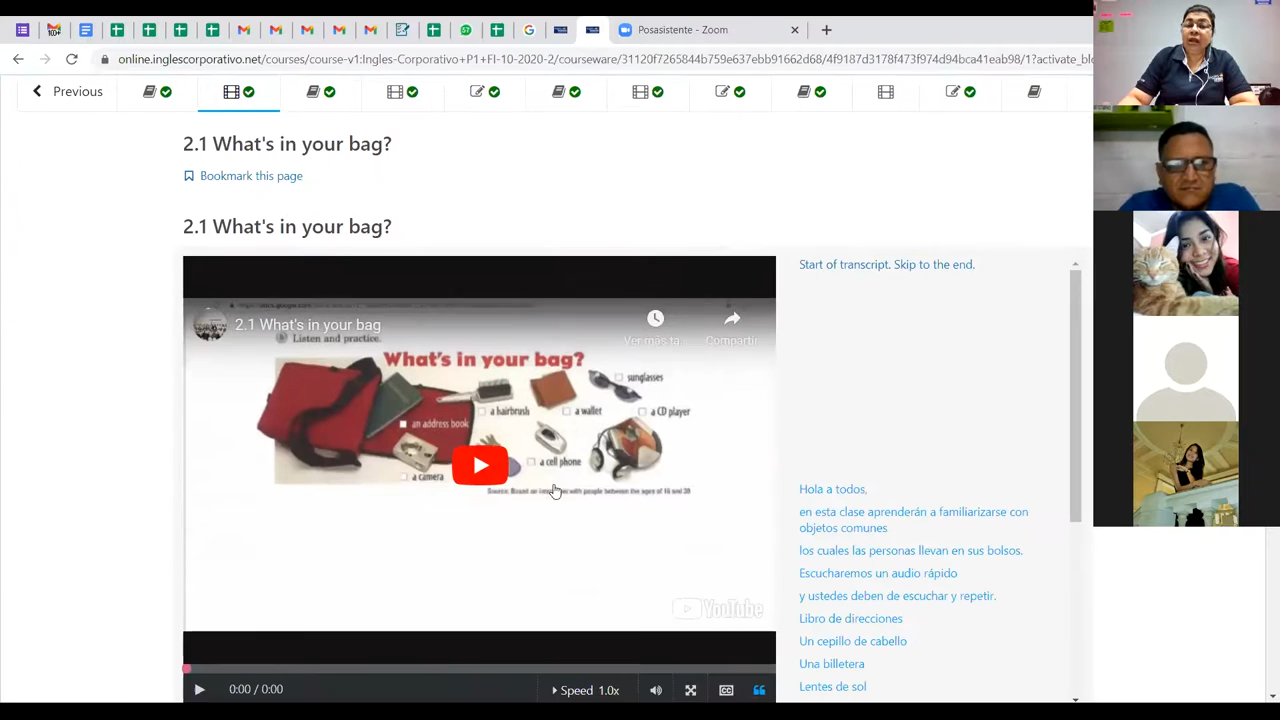 Posasistente - Zoom
online.inglescorporativo.net/courses/course-v1:Ingles-Corporativo+P1+FI-10-2020-2/courseware/31120f7265844b759e637ebb91662d68/4f9187d3178f473f974d94bca41eab98/1?activate_blo
Previous
2.1 What's in your bag?
Bookmark this page
2.1 What's in your bag?
Start of transcript. Skip to the end.
2.1 What's in your bag
Listen and practice.
Ver más ta...
Compartir
What's in your bag?
sunglasses
a hairbrush
a wallet
a CD player
an address book
a cell phone
a camera
YouTube
Hola a todos,
en esta clase aprenderán a familiarizarse con
objetos comunes
los cuales las personas llevan en sus bolsos.
Escucharemos un audio rápido
y ustedes deben de escuchar y repetir.
Libro de direcciones
Un cepillo de cabello
Una billetera
Lentes de sol
0:00 / 0:00
Speed 1.0x